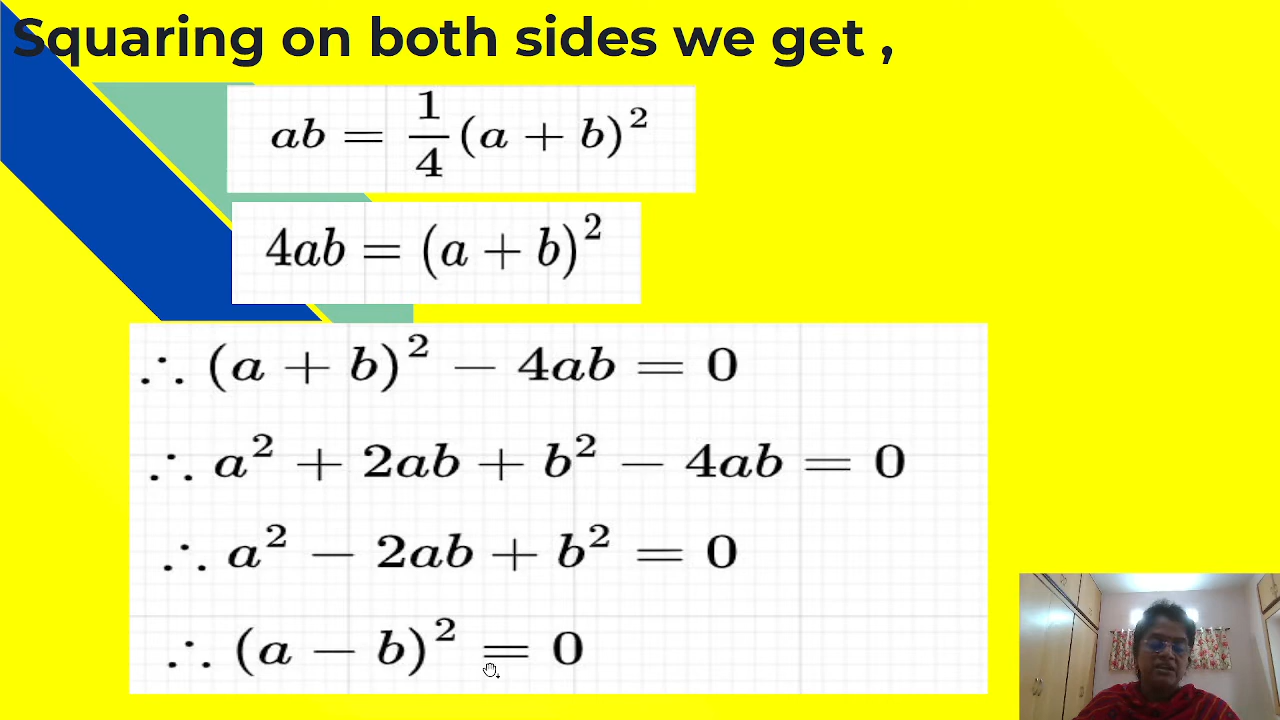 Squaring on both sides we get ,
ab = \frac{1}{4}(a + b)^2
4ab = (a + b)^2
∴ (a + b)^2 − 4ab = 0
∴ a^2 + 2ab + b^2 − 4ab = 0
∴ a^2 − 2ab + b^2 = 0
∴ (a − b)^2 = 0